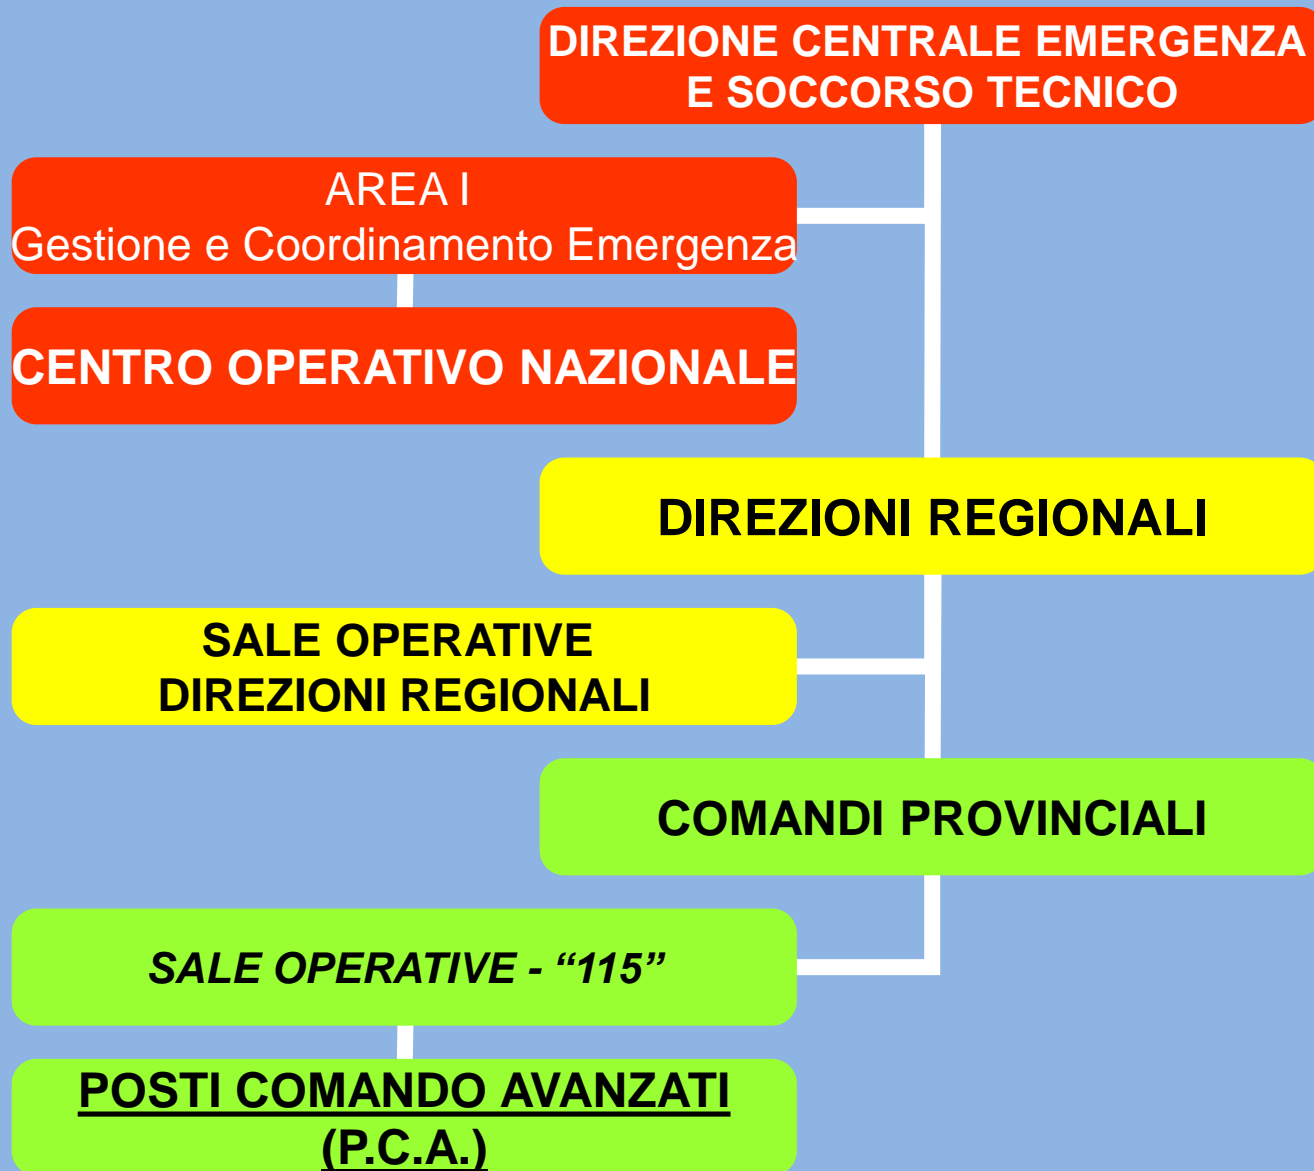 DIREZIONE CENTRALE EMERGENZA
E SOCCORSO TECNICO
AREA I
Gestione e Coordinamento Emergenza
CENTRO OPERATIVO NAZIONALE
DIREZIONI REGIONALI
SALE OPERATIVE
DIREZIONI REGIONALI
COMANDI PROVINCIALI
SALE OPERATIVE - “115”
POSTI COMANDO AVANZATI
(P.C.A.)